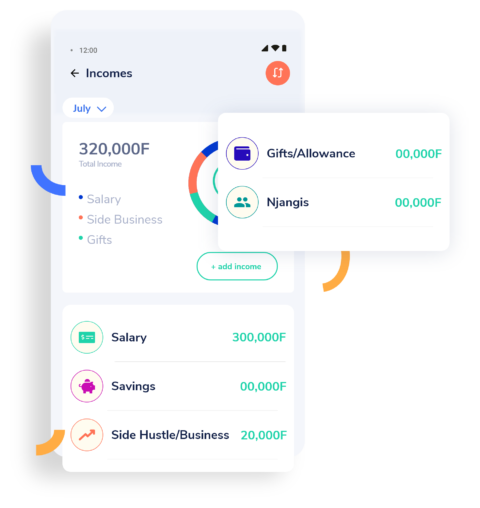 12:00
Incomes
July
320,000F
Total Income
Salary
Side Business
Gifts
+ add income
Gifts/Allowance 00,000F
Njangis 00,000F
Salary 300,000F
Savings 00,000F
Side Hustle/Business 20,000F